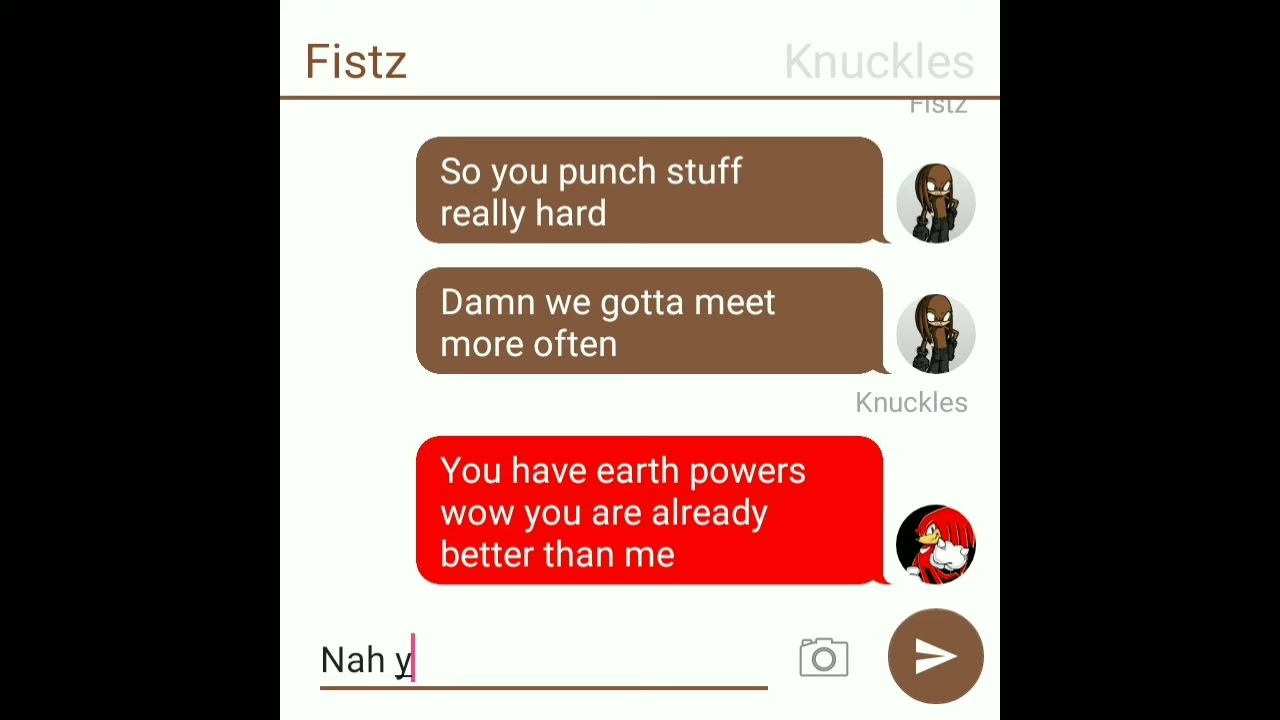 Fistz
Knuckles
Fistz
So you punch stuff
really hard
Damn we gotta meet
more often
Knuckles
You have earth powers
wow you are already
better than me
Nah y